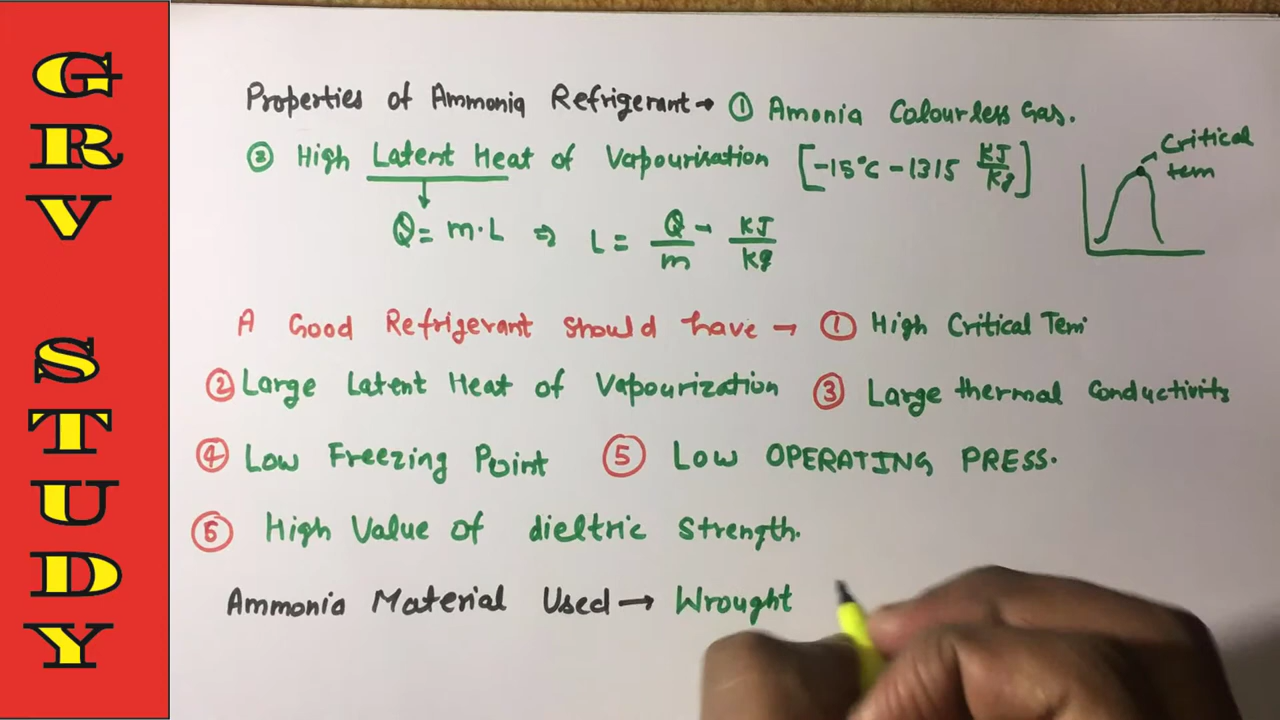 GRV STUDY
Properties of Ammonia Refrigerant → ① Amonia Colourless Gas.
② High Latent Heat of Vapourisation [-15°C - 1315 KJ/Kg]
Critical tem
Q = m·L ⇒ L = Q/m - KJ/Kg
A Good Refrigerant Should have → ① High Critical Tem
② Large Latent Heat of Vapourization ③ Large thermal Conductivits
④ Low Freezing Point ⑤ Low OPERATING PRESS.
⑥ High Value of dieltric Strength.
Ammonia Material Used → Wrought